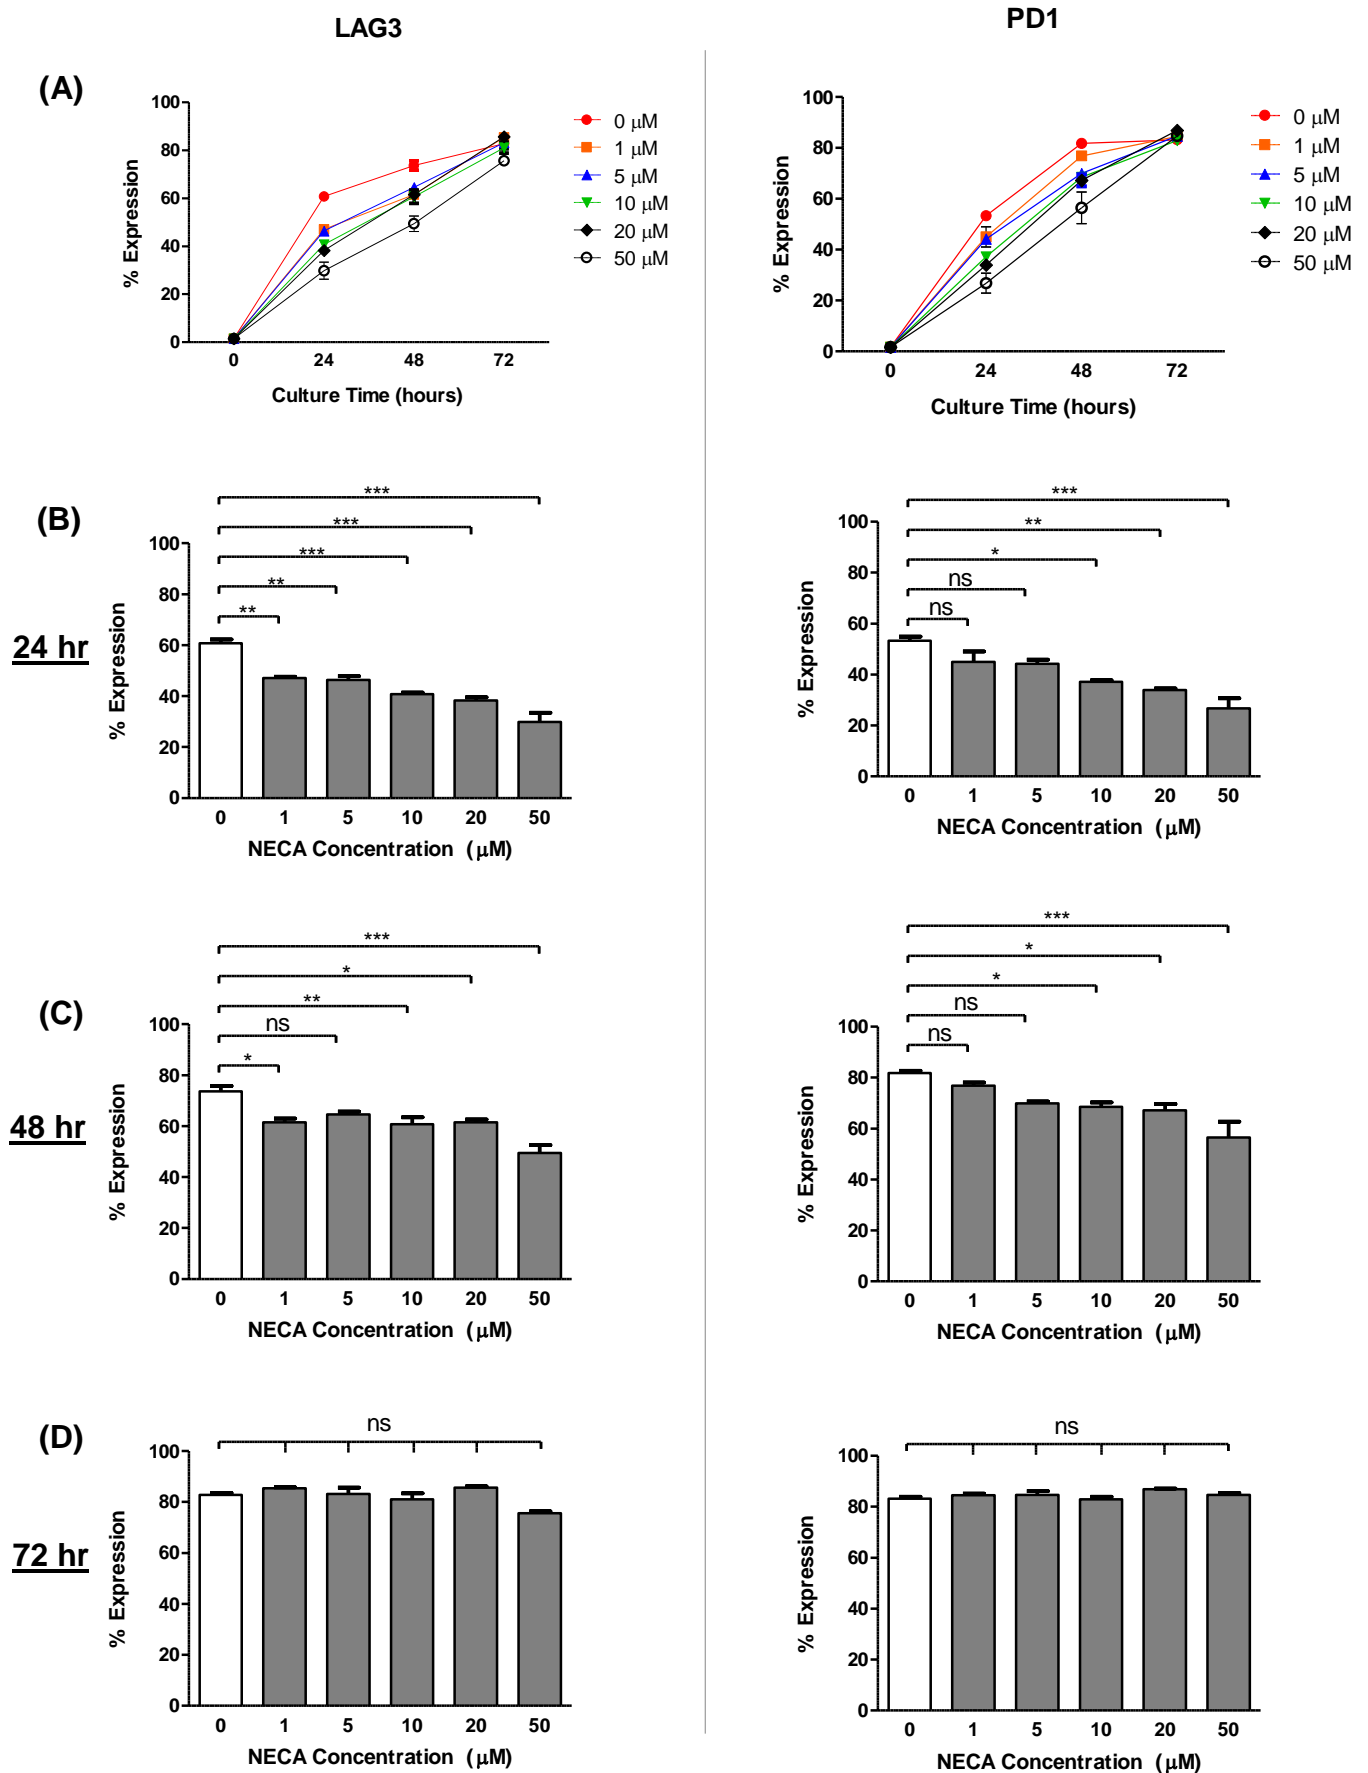 LAG3
PD1
(A)
100
80
60
40
20
0
% Expression
0 24 48 72
Culture Time (hours)
0 μM
1 μM
5 μM
10 μM
20 μM
50 μM
100
80
60
40
20
0
% Expression
0 24 48 72
Culture Time (hours)
0 μM
1 μM
5 μM
10 μM
20 μM
50 μM
(B)
24 hr
***
***
***
**
**
100
80
60
40
20
0
% Expression
0 1 5 10 20 50
NECA Concentration (μM)
***
**
*
ns
ns
100
80
60
40
20
0
% Expression
0 1 5 10 20 50
NECA Concentration (μM)
(C)
48 hr
***
*
**
ns
*
100
80
60
40
20
0
% Expression
0 1 5 10 20 50
NECA Concentration (μM)
***
*
*
ns
ns
100
80
60
40
20
0
% Expression
0 1 5 10 20 50
NECA Concentration (μM)
(D)
72 hr
ns
100
80
60
40
20
0
% Expression
0 1 5 10 20 50
NECA Concentration (μM)
ns
100
80
60
40
20
0
% Expression
0 1 5 10 20 50
NECA Concentration (μM)